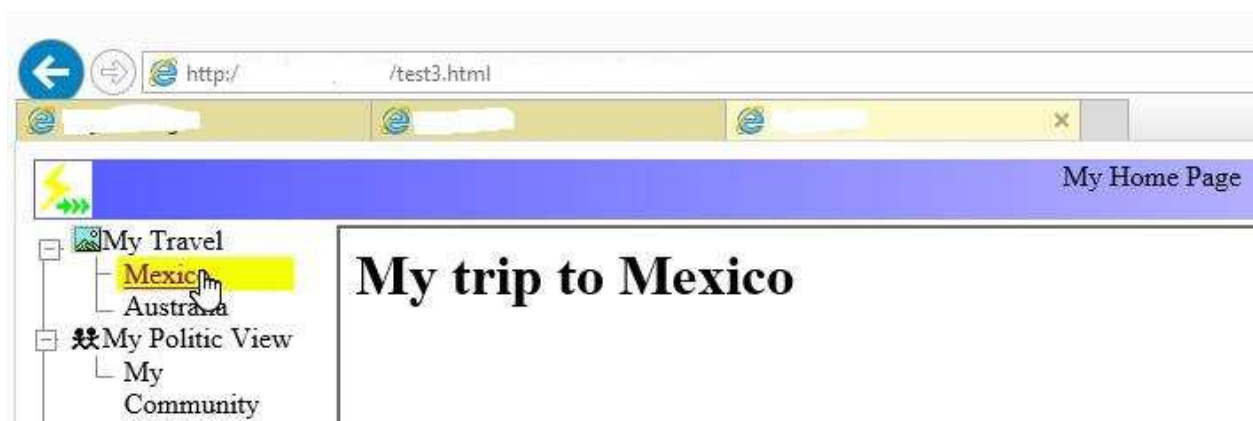 http:/ /test3.html
My Home Page
My Travel
Mexico
Australia
My Politic View
My
Community
My trip to Mexico